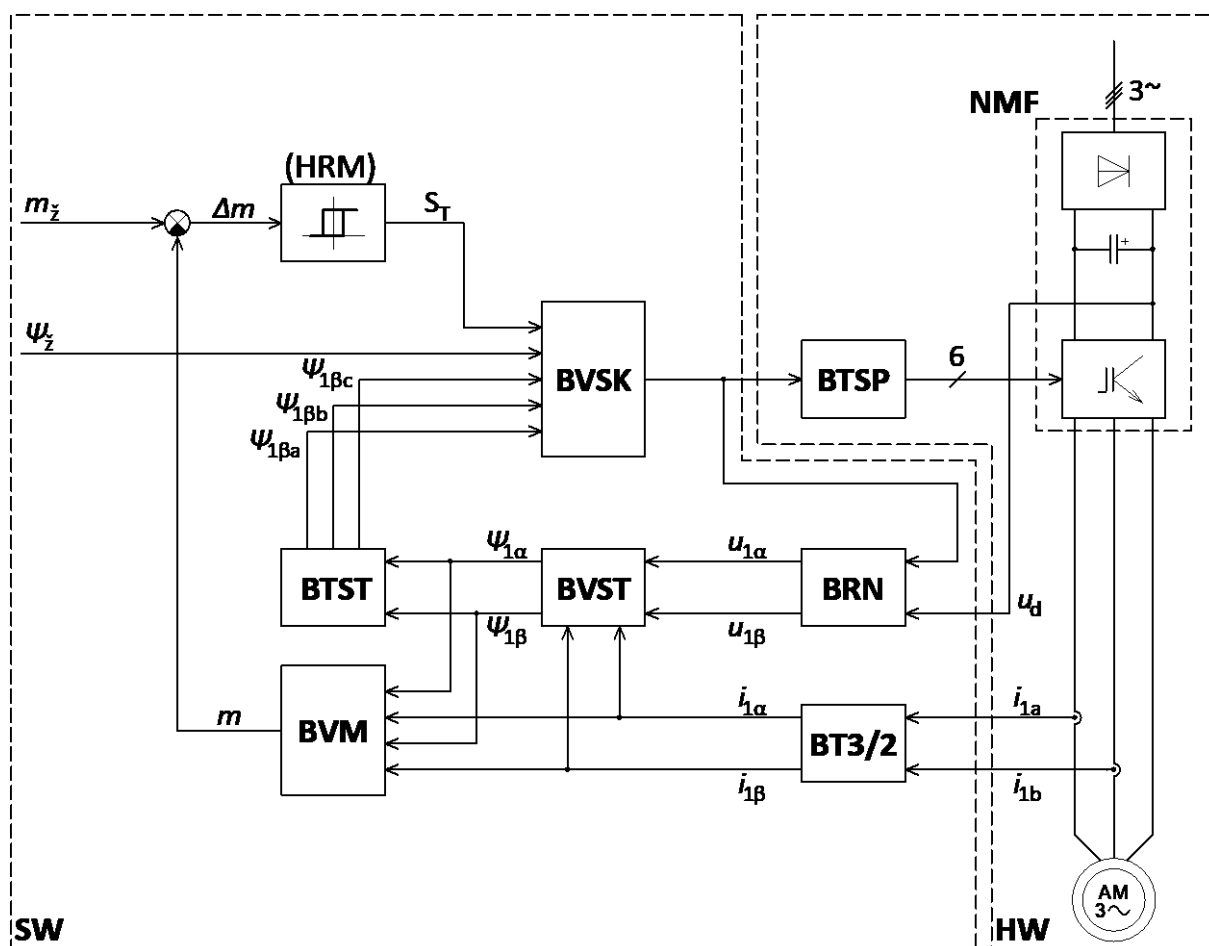 3~
NMF
(HRM)
m_ž
Δm
S_T
Ψ_ž
Ψ_1βc
BVSK
BTSP
6
Ψ_1βb
Ψ_1βa
BTST
Ψ_1α
BVST
u_1α
BRN
Ψ_1β
u_1β
u_d
m
BVM
i_1α
BT3/2
i_1a
i_1β
i_1b
AM
3~
SW
HW